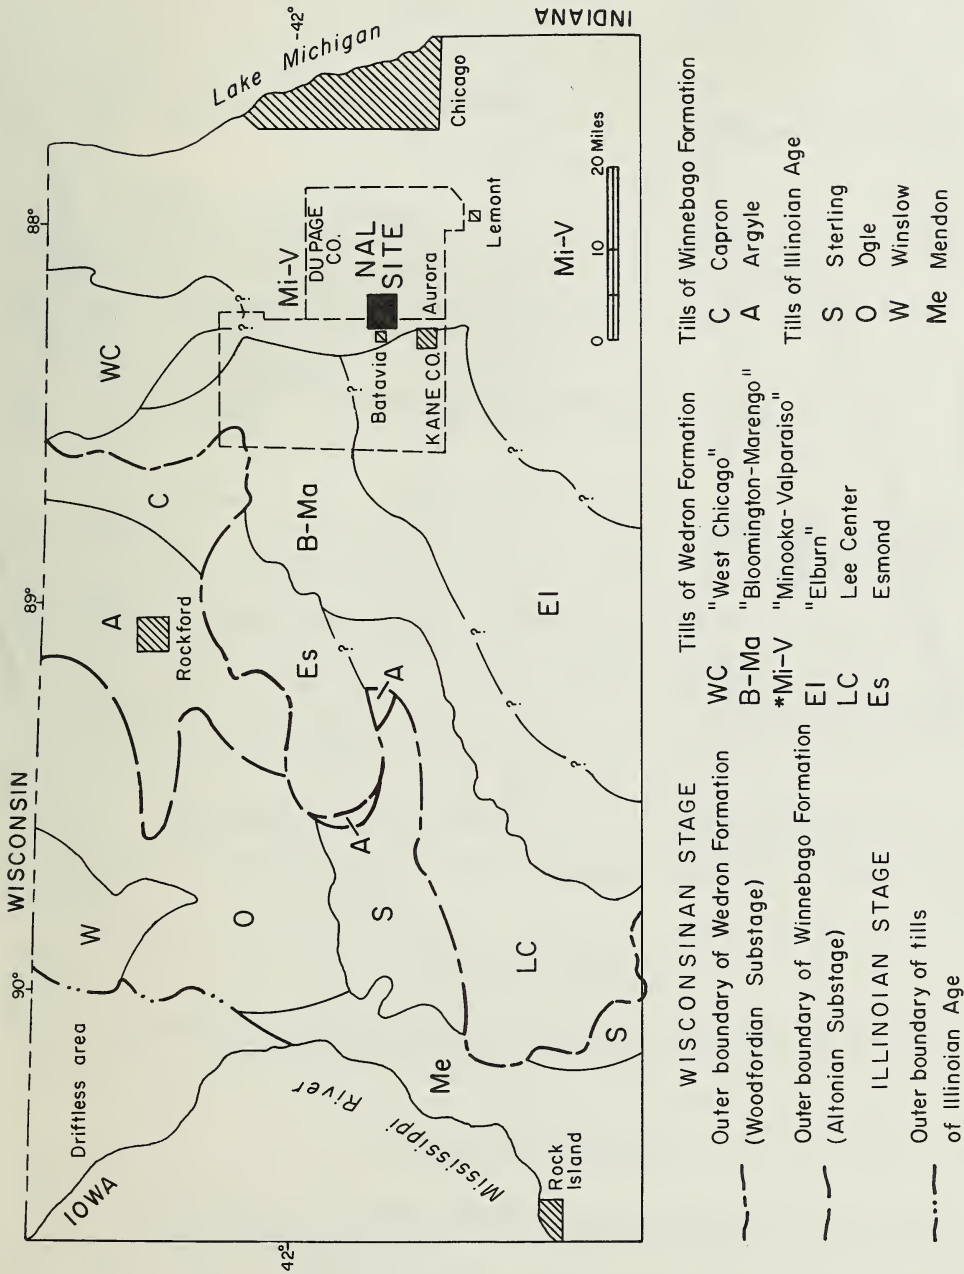 WISCONSIN
INDIANA
IOWA
Driftless area
90°
89°
88°
42°
-42°
Lake Michigan
Chicago
Mississippi
River
Rock
Island
Rockford
W
O
A
C
WC
Mi-V
DU PAGE
CO.
NAL
SITE
Batavia
Aurora
KANE CO.
Lemont
Es
B-Ma
A
A
S
Me
LC
S
El
Mi-V
?
?
?
?
?
?
?
?
?
0 10 20 Miles
WISCONSINAN STAGE
Outer boundary of Wedron Formation
(Woodfordian Substage)
Outer boundary of Winnebago Formation
(Altonian Substage)
ILLINOIAN STAGE
Outer boundary of tills
of Illinoian Age
Tills of Wedron Formation
WC "West Chicago"
B-Ma "Bloomington-Marengo"
*Mi-V "Minooka-Valparaiso"
El "Elburn"
LC Lee Center
Es Esmond
Tills of Winnebago Formation
C Capron
A Argyle
Tills of Illinoian Age
S Sterling
O Ogle
W Winslow
Me Mendon